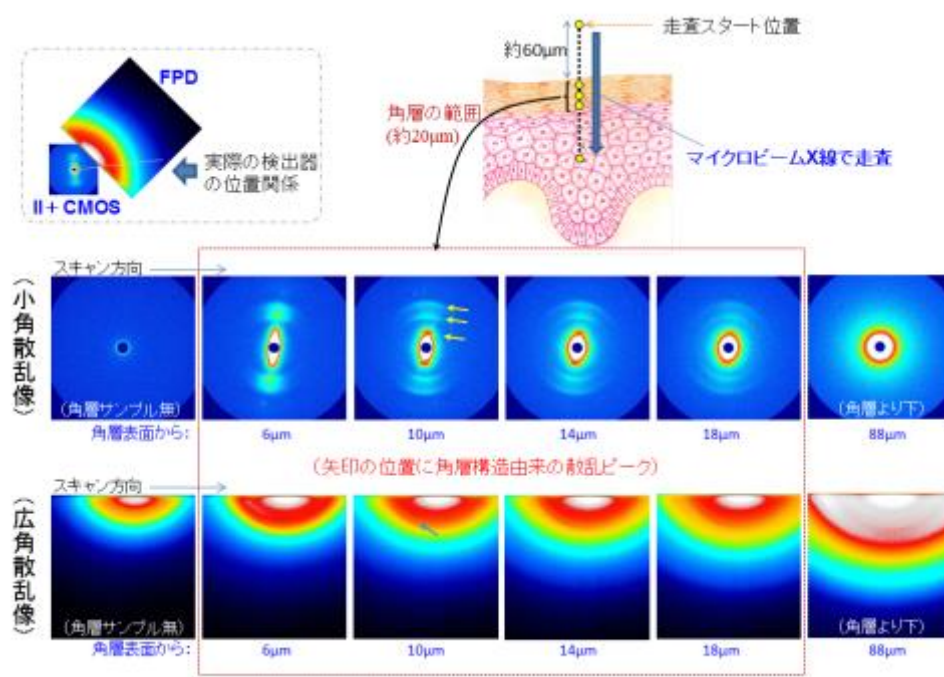 走査スタート位置
約60μm
FPD
角層の範囲
(約20μm)
マイクロビームX線で走査
実際の検出器
の位置関係
II+CMOS
スキャン方向
(小角散乱像)
(角層サンプル無)
(角層より下)
角層表面から:
6μm
10μm
14μm
18μm
88μm
(矢印の位置に角層構造由来の散乱ピーク)
スキャン方向
(広角散乱像)
(角層サンプル無)
(角層より下)
角層表面から:
6μm
10μm
14μm
18μm
88μm